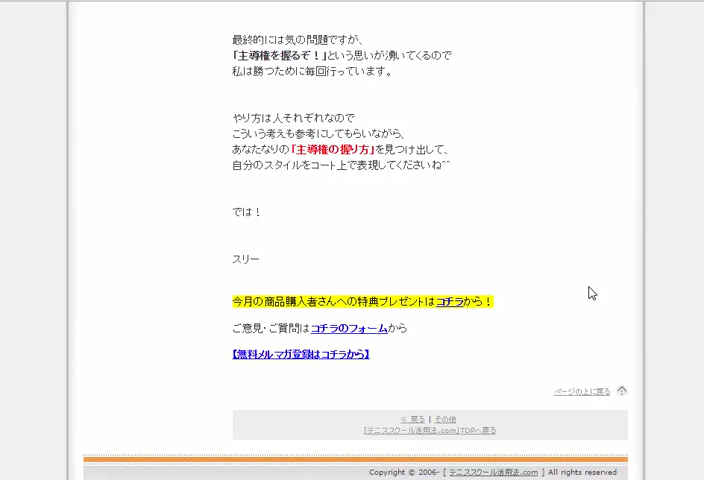 最終的には気の問題ですが、
「主導権を握るぞ！」という思いが湧いてくるので
私は勝つために毎回行っています。
やり方は人それぞれなので
こういう考えも参考にしてもらいながら、
あなたなりの「主導権の握り方」を見つけ出して、
自分のスタイルをコート上で表現してくださいね^^
では！
スリー
今月の商品購入者さんへの特典プレゼントはコチラから！
ご意見・ご質問はコチラのフォームから
【無料メルマガ登録はコチラから】
ページの上に戻る
≪ 戻る | その他
「テニススクール活用法.com」TOPへ戻る
Copyright © 2006- [ テニススクール活用法.com ] All rights reserved